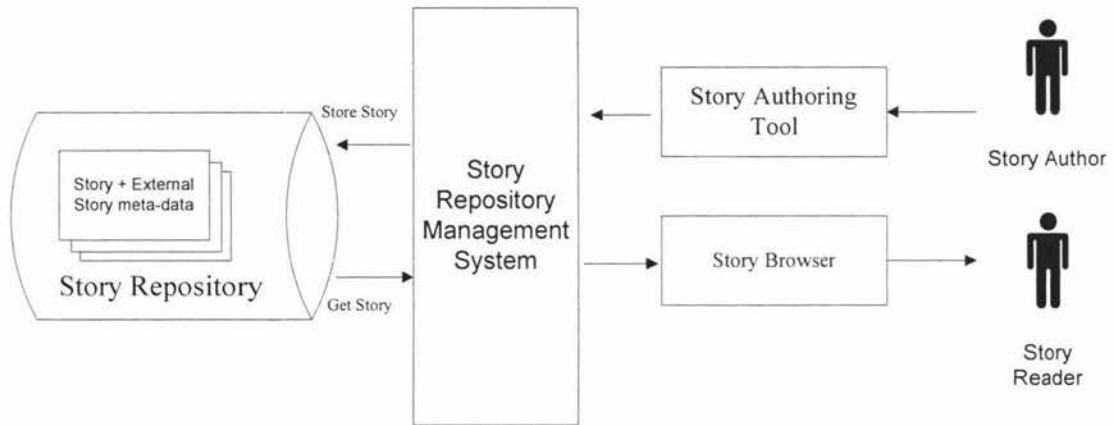 Store Story
Story + External
Story meta-data
Story Repository
Get Story
Story
Repository
Management
System
Story Authoring
Tool
Story Author
Story Browser
Story
Reader